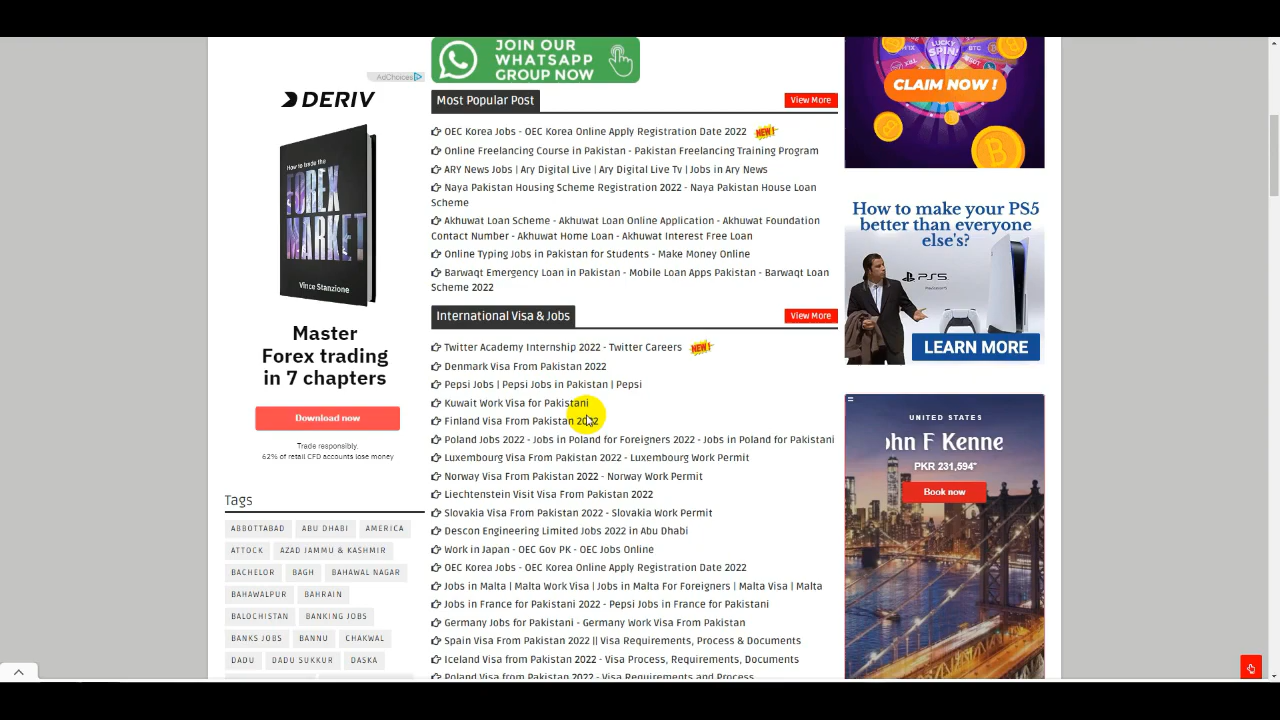 JOIN OUR
WHATSAPP
GROUP NOW
AdChoices
DERIV
How to trade the
FOREX
MARKET
Vince Stanzione
Master
Forex trading
in 7 chapters
Download now
Trade responsibly.
62% of retail CFD accounts lose money
Tags
ABBOTTABAD ABU DHABI AMERICA
ATTOCK AZAD JAMMU & KASHMIR
BACHELOR BAGH BAHAWAL NAGAR
BAHAWALPUR BAHRAIN
BALOCHISTAN BANKING JOBS
BANKS JOBS BANNU CHAKWAL
DADU DADU SUKKUR DASKA
Most Popular Post View More
OEC Korea Jobs - OEC Korea Online Apply Registration Date 2022 NEW!
Online Freelancing Course in Pakistan - Pakistan Freelancing Training Program
ARY News Jobs | Ary Digital Live | Ary Digital Live Tv | Jobs in Ary News
Naya Pakistan Housing Scheme Registration 2022 - Naya Pakistan House Loan
Scheme
Akhuwat Loan Scheme - Akhuwat Loan Online Application - Akhuwat Foundation
Contact Number - Akhuwat Home Loan - Akhuwat Interest Free Loan
Online Typing Jobs in Pakistan for Students - Make Money Online
Barwaqt Emergency Loan in Pakistan - Mobile Loan Apps Pakistan - Barwaqt Loan
Scheme 2022
International Visa & Jobs View More
Twitter Academy Internship 2022 - Twitter Careers NEW!
Denmark Visa From Pakistan 2022
Pepsi Jobs | Pepsi Jobs in Pakistan | Pepsi
Kuwait Work Visa for Pakistani
Finland Visa From Pakistan 2022
Poland Jobs 2022 - Jobs in Poland for Foreigners 2022 - Jobs in Poland for Pakistani
Luxembourg Visa From Pakistan 2022 - Luxembourg Work Permit
Norway Visa From Pakistan 2022 - Norway Work Permit
Liechtenstein Visit Visa From Pakistan 2022
Slovakia Visa From Pakistan 2022 - Slovakia Work Permit
Descon Engineering Limited Jobs 2022 in Abu Dhabi
Work in Japan - OEC Gov PK - OEC Jobs Online
OEC Korea Jobs - OEC Korea Online Apply Registration Date 2022
Jobs in Malta | Malta Work Visa | Jobs in Malta For Foreigners | Malta Visa | Malta
Jobs in France for Pakistani 2022 - Pepsi Jobs in France for Pakistani
Germany Jobs for Pakistani - Germany Work Visa From Pakistan
Spain Visa From Pakistan 2022 || Visa Requirements, Process & Documents
Iceland Visa from Pakistan 2022 - Visa Process, Requirements, Documents
Poland Visa from Pakistan 2022 - Visa Requirements and Process
LUCKY
SPIN!
BTC
CLAIM NOW !
How to make your PS5
better than everyone
else's?
PS5
LEARN MORE
UNITED STATES
ohn F Kenne
PKR 231,594*
Book now